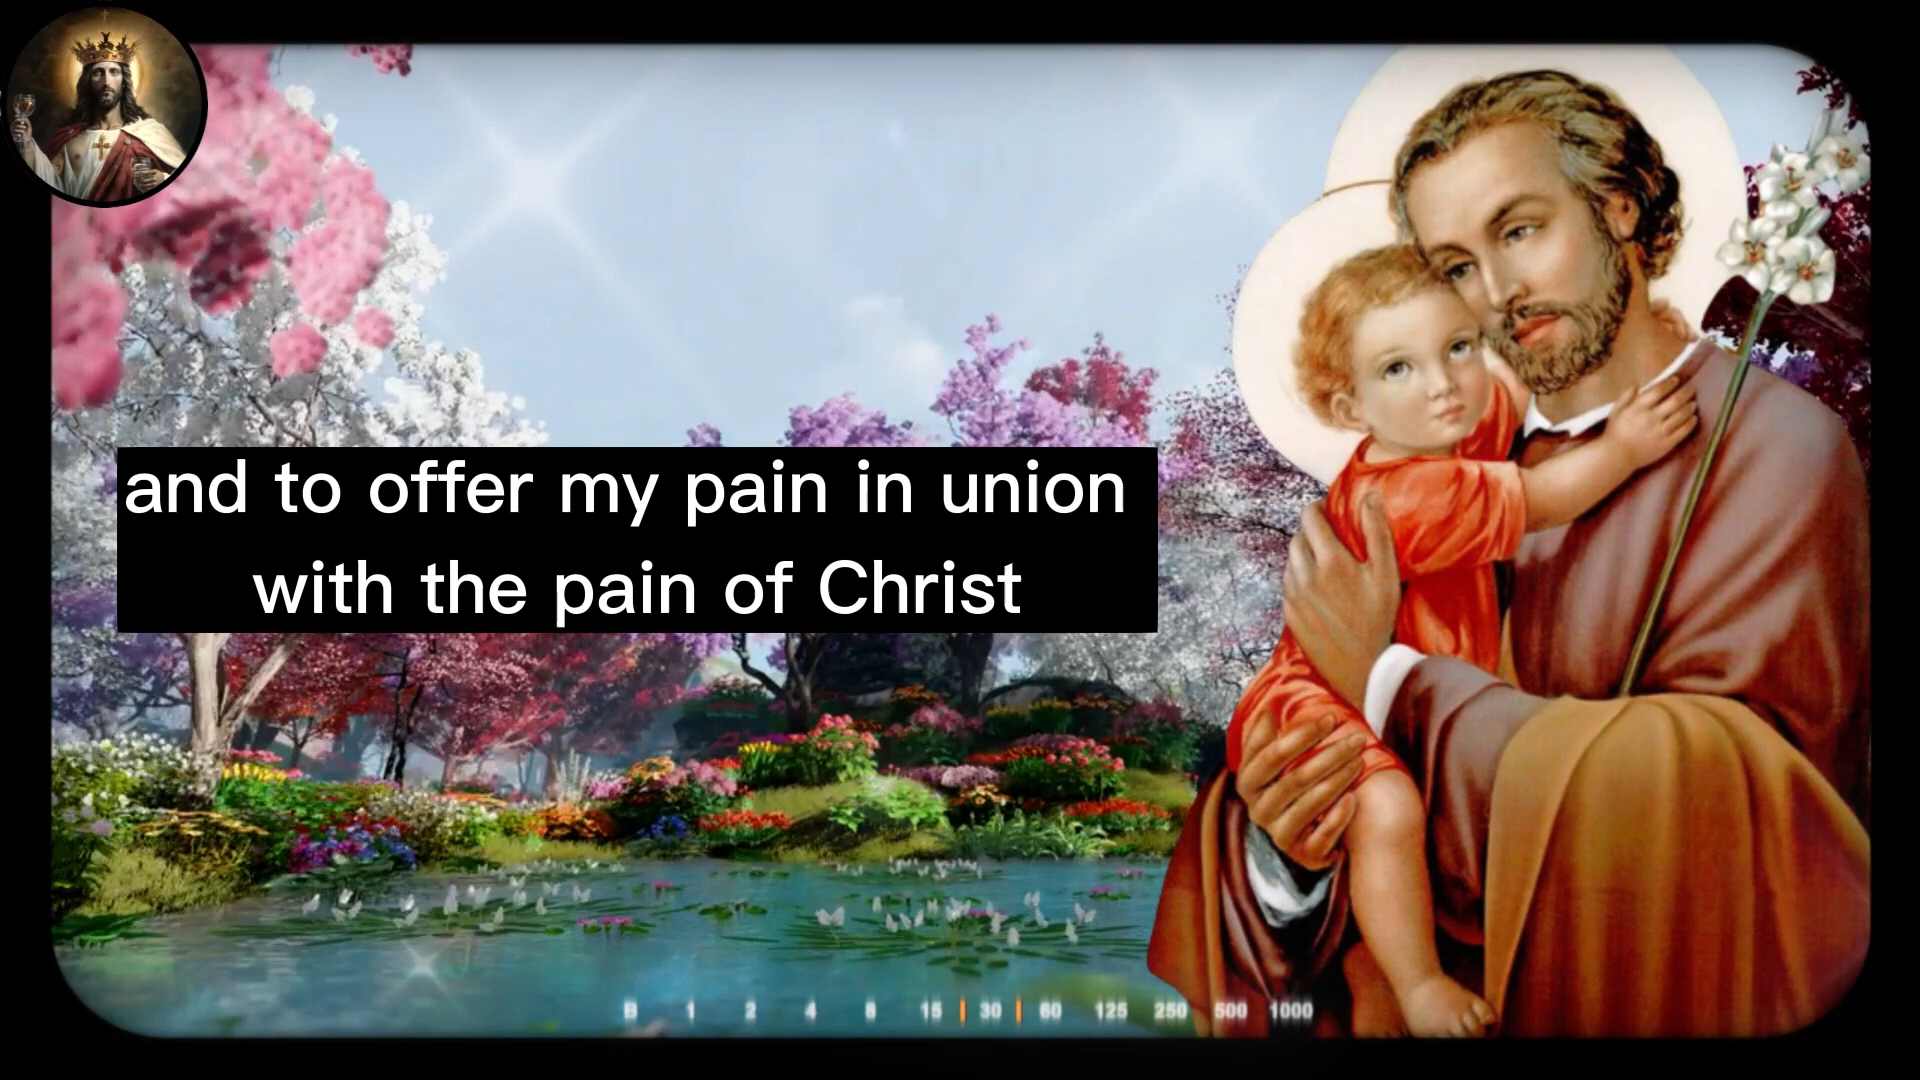 and to offer my pain in union
with the pain of Christ
B 1 2 4 8 15 30 60 125 250 500 1000